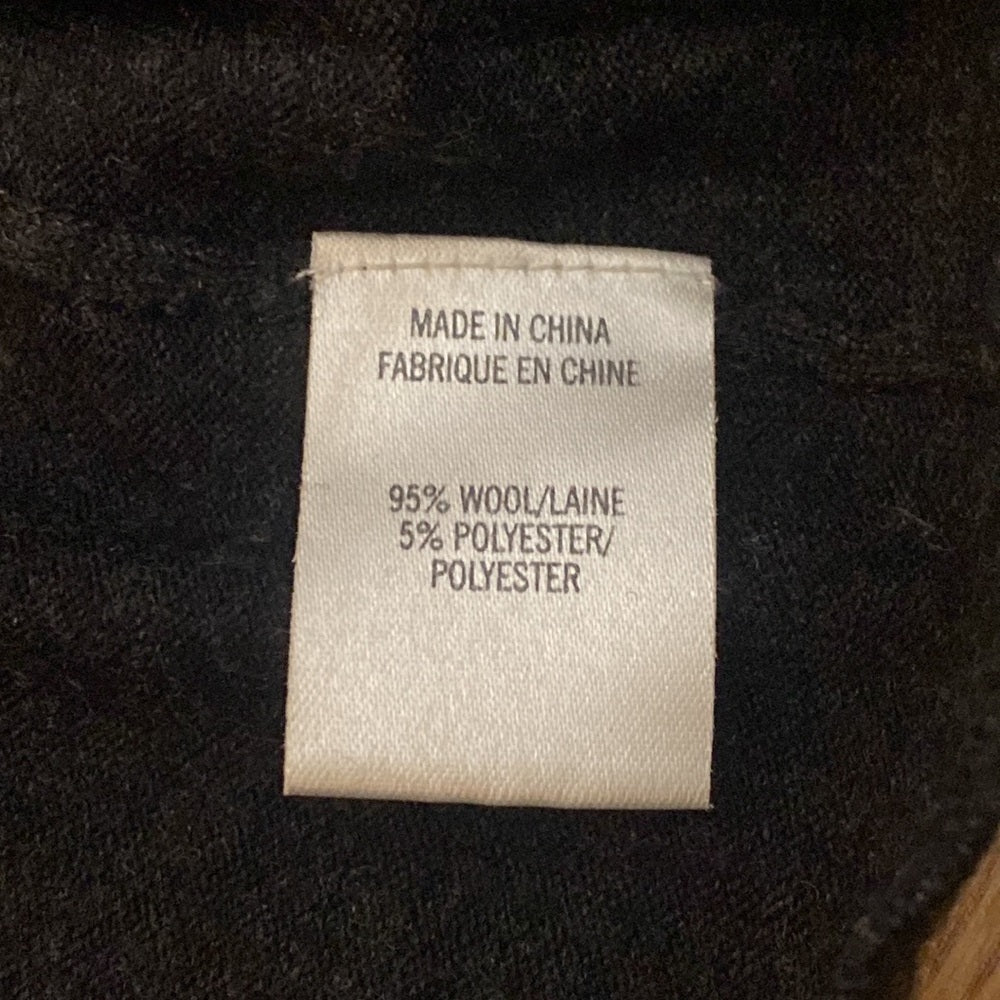 MADE IN CHINA
FABRIQUE EN CHINE
95% WOOL/LAINE
5% POLYESTER/
POLYESTER